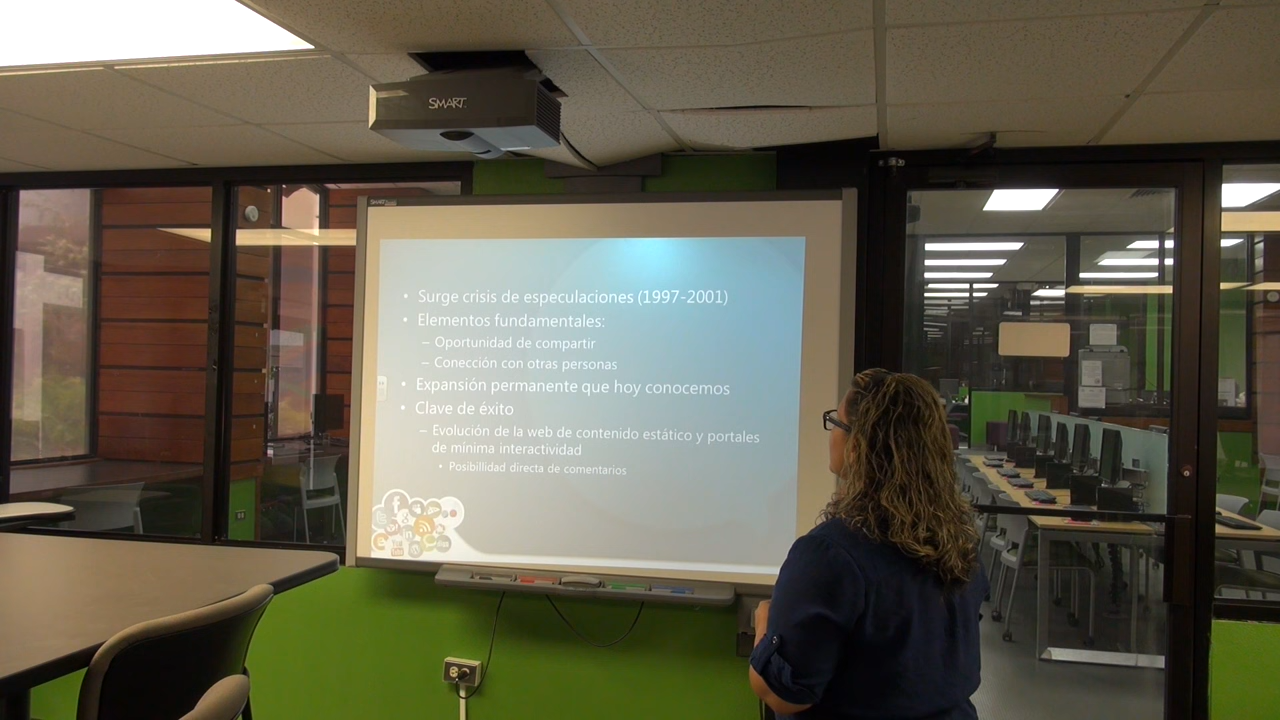 SMART
SMART
• Surge crisis de especulaciones (1997-2001)
• Elementos fundamentales:
– Oportunidad de compartir
– Conección con otras personas
• Expansión permanente que hoy conocemos
• Clave de éxito
– Evolución de la web de contenido estático y portales
de mínima interactividad
• Posibillidad directa de comentarios